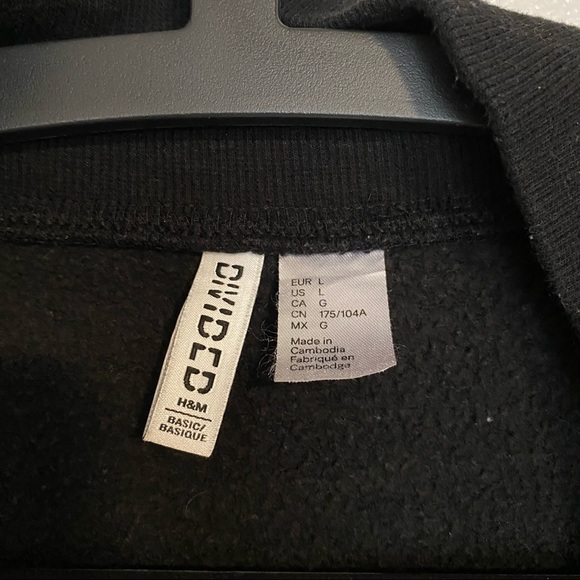 DIVIDED
H&M
BASIC/
BASIQUE
EUR L
US L
CA G
CN 175/104A
MX G
Made in
Cambodia
Fabriqué en
Cambodge